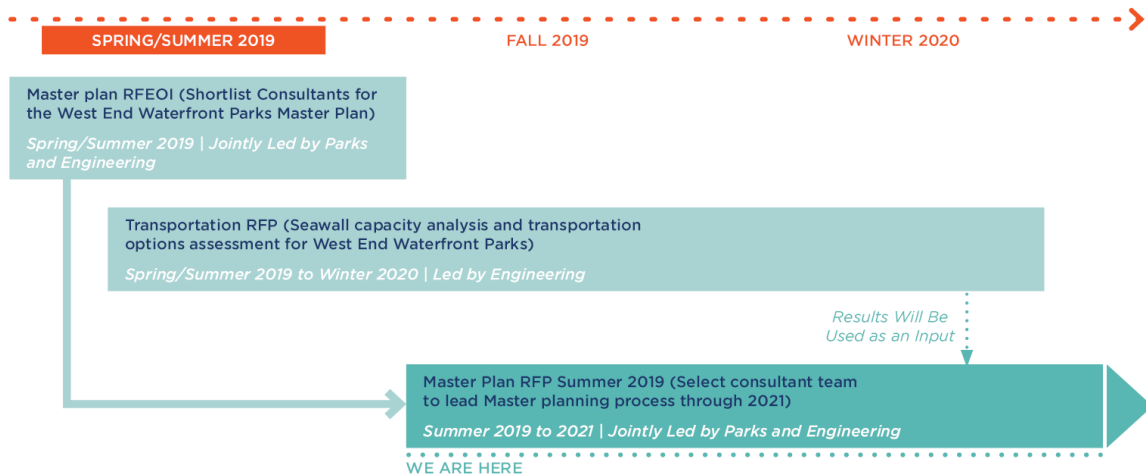 SPRING/SUMMER 2019
FALL 2019
WINTER 2020
Master plan RFEOI (Shortlist Consultants for
the West End Waterfront Parks Master Plan)
Spring/Summer 2019 | Jointly Led by Parks
and Engineering
Transportation RFP (Seawall capacity analysis and transportation
options assessment for West End Waterfront Parks)
Spring/Summer 2019 to Winter 2020 | Led by Engineering
Results Will Be
Used as an Input
Master Plan RFP Summer 2019 (Select consultant team
to lead Master planning process through 2021)
Summer 2019 to 2021 | Jointly Led by Parks and Engineering
WE ARE HERE